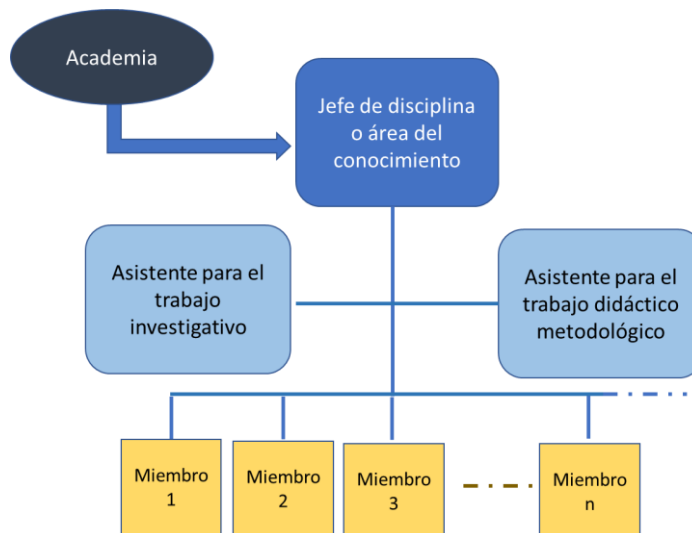 Academia
Jefe de disciplina
o área del
conocimiento
Asistente para el
trabajo
investigativo
Asistente para el
trabajo didáctico
metodológico
Miembro
1
Miembro
2
Miembro
3
Miembro
n